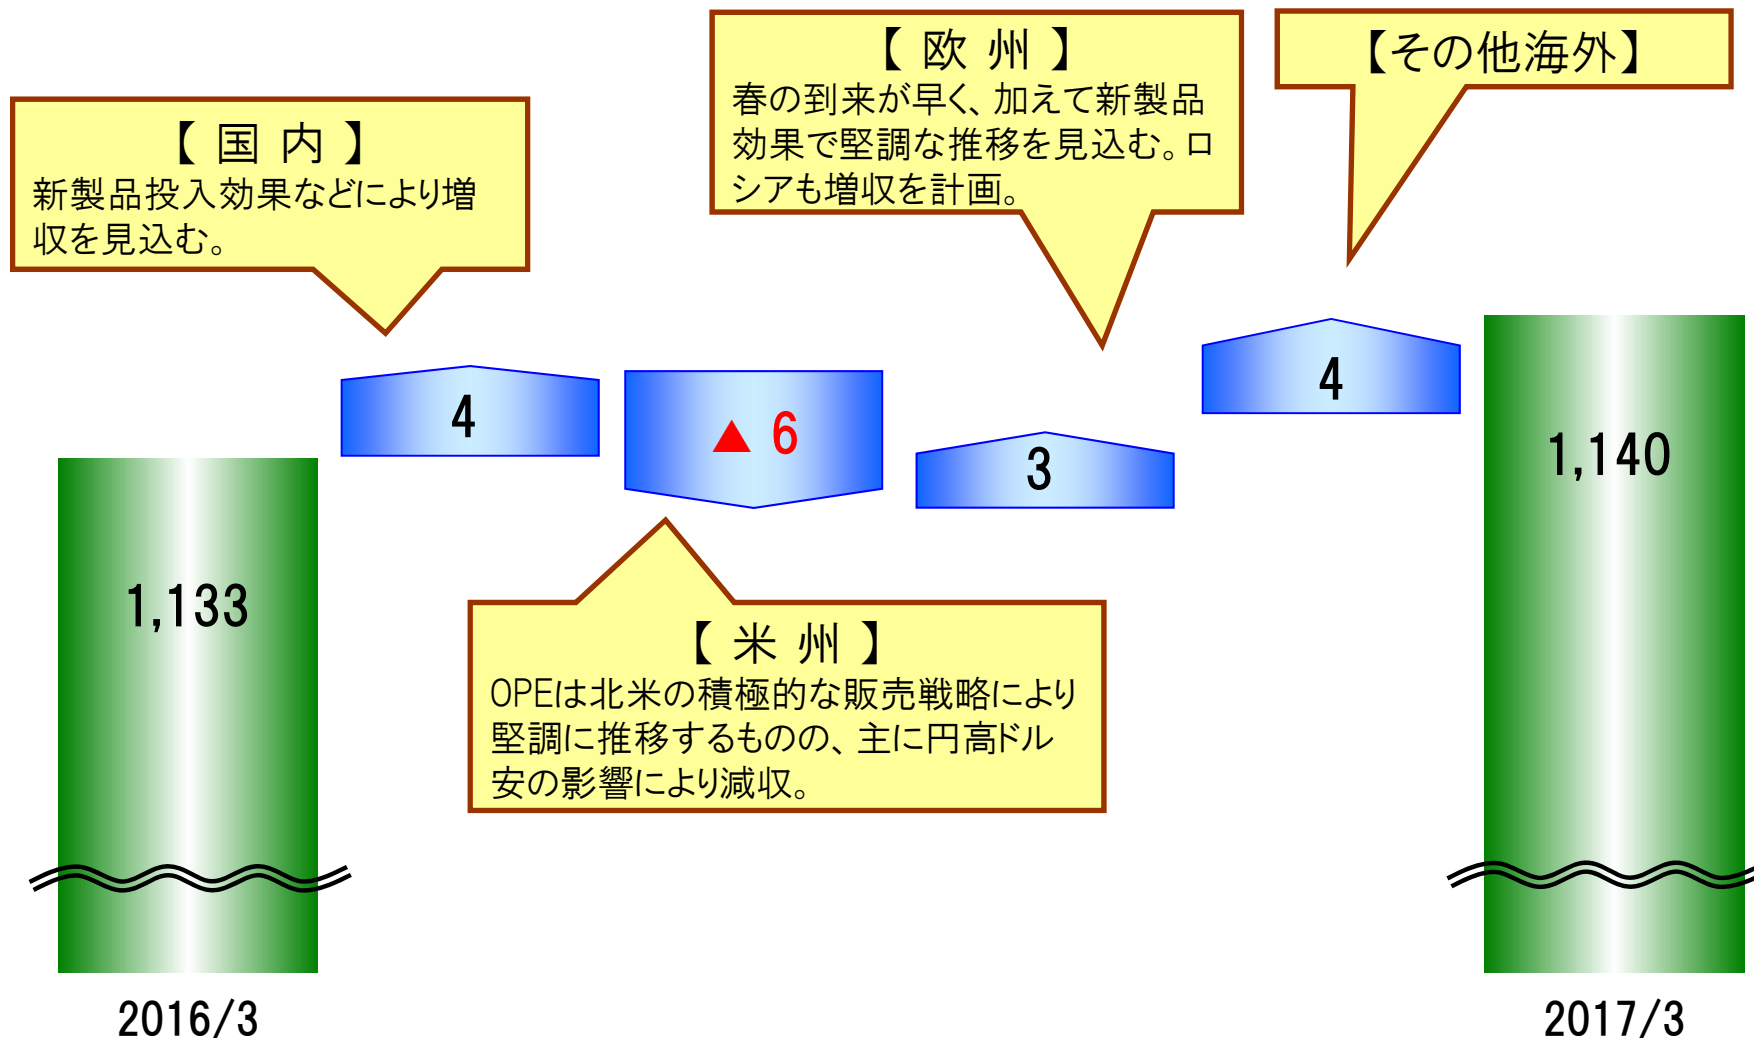 【 国 内 】
新製品投入効果などにより増
収を見込む。
【 欧 州 】
春の到来が早く、加えて新製品
効果で堅調な推移を見込む。ロ
シアも増収を計画。
【その他海外】
4
▲ 6
3
4
1,133
1,140
【 米 州 】
OPEは北米の積極的な販売戦略により
堅調に推移するものの、主に円高ドル
安の影響により減収。
2016/3
2017/3